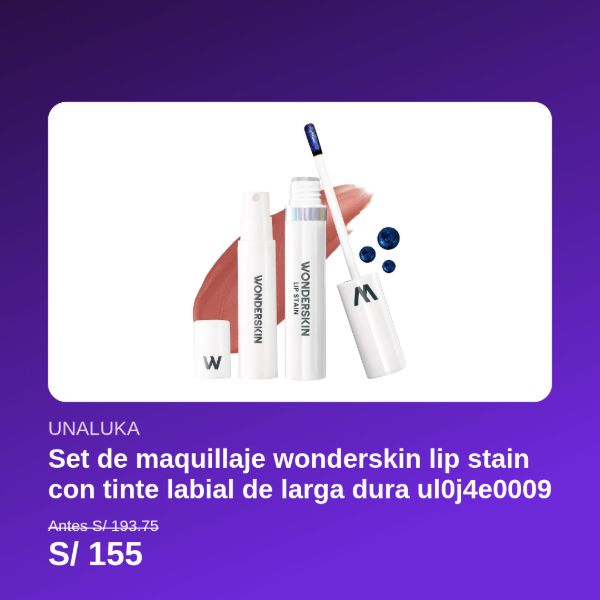 WONDERSKIN
WONDERSKIN
LIP STAIN
W
UNALUKA
Set de maquillaje wonderskin lip stain
con tinte labial de larga dura ul0j4e0009
Antes S/ 193.75
S/ 155